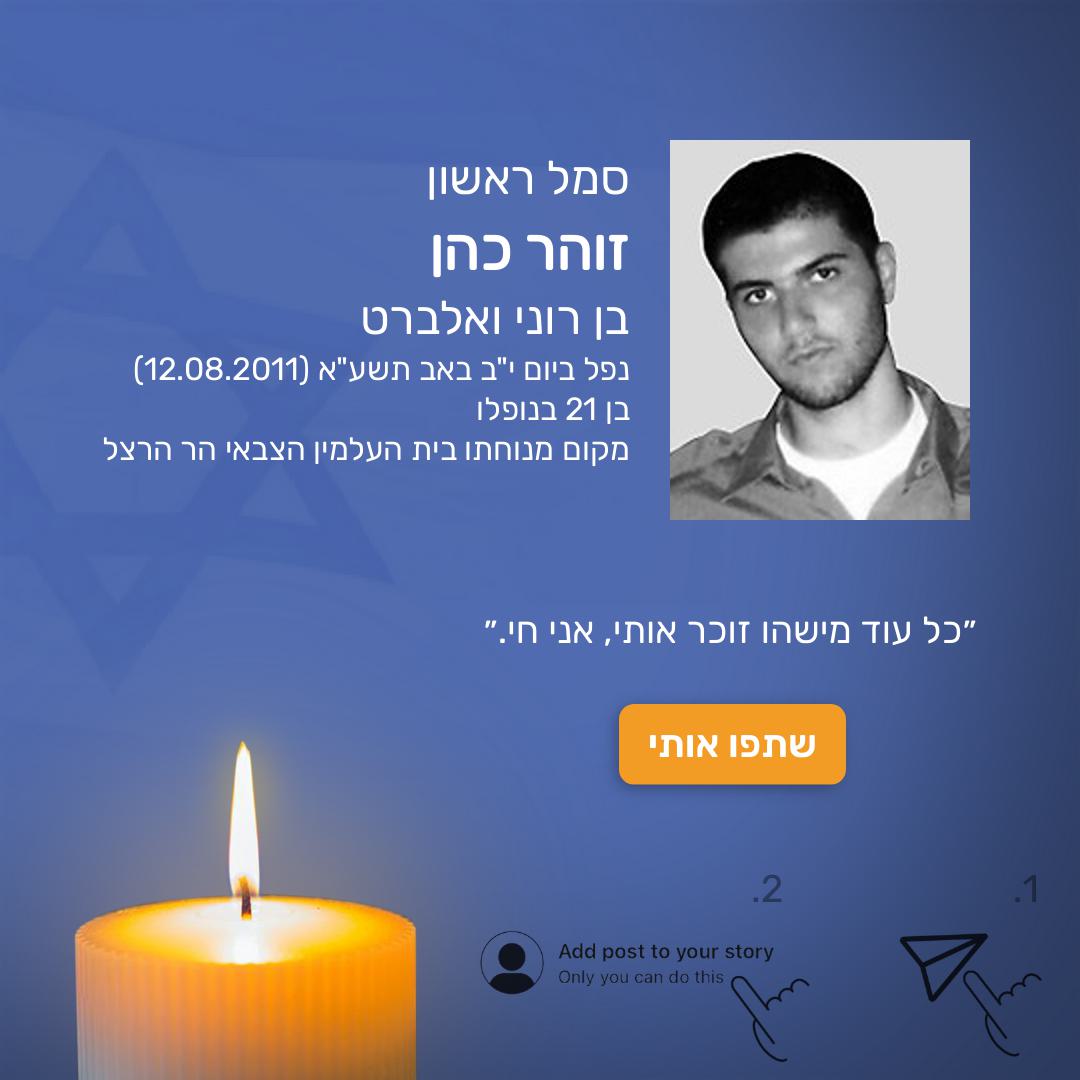 סמל ראשון
זוהר כהן
בן רוני ואלברט
נפל ביום י"ב באב תשע"א (12.08.2011)
בן 21 בנופלו
מקום מנוחתו בית העלמין הצבאי הר הרצל
״כל עוד מישהו זוכר אותי, אני חי.״
שתפו אותי
1.
2.
Add post to your story
Only you can do this